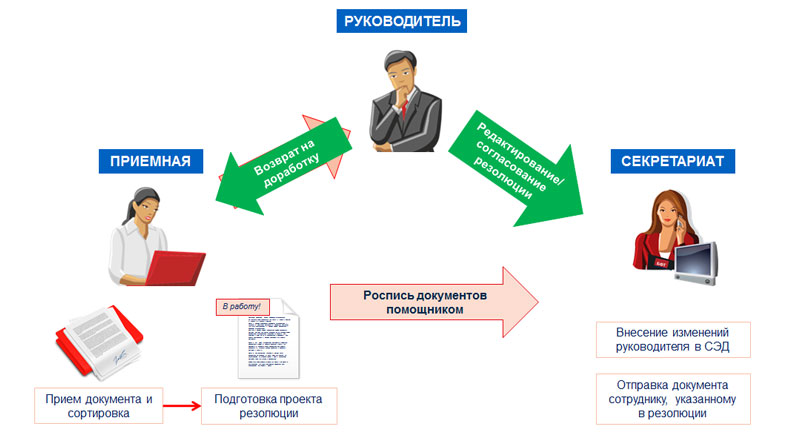 РУКОВОДИТЕЛЬ
ПРИЕМНАЯ
Возврат на
доработку
Редактирование/
согласование
резолюции
СЕКРЕТАРИАТ
В работу!
Роспись документов
помощником
Прием документа и
сортировка
Подготовка проекта
резолюции
Внесение изменений
руководителя в СЭД
Отправка документа
сотруднику, указанному
в резолюции